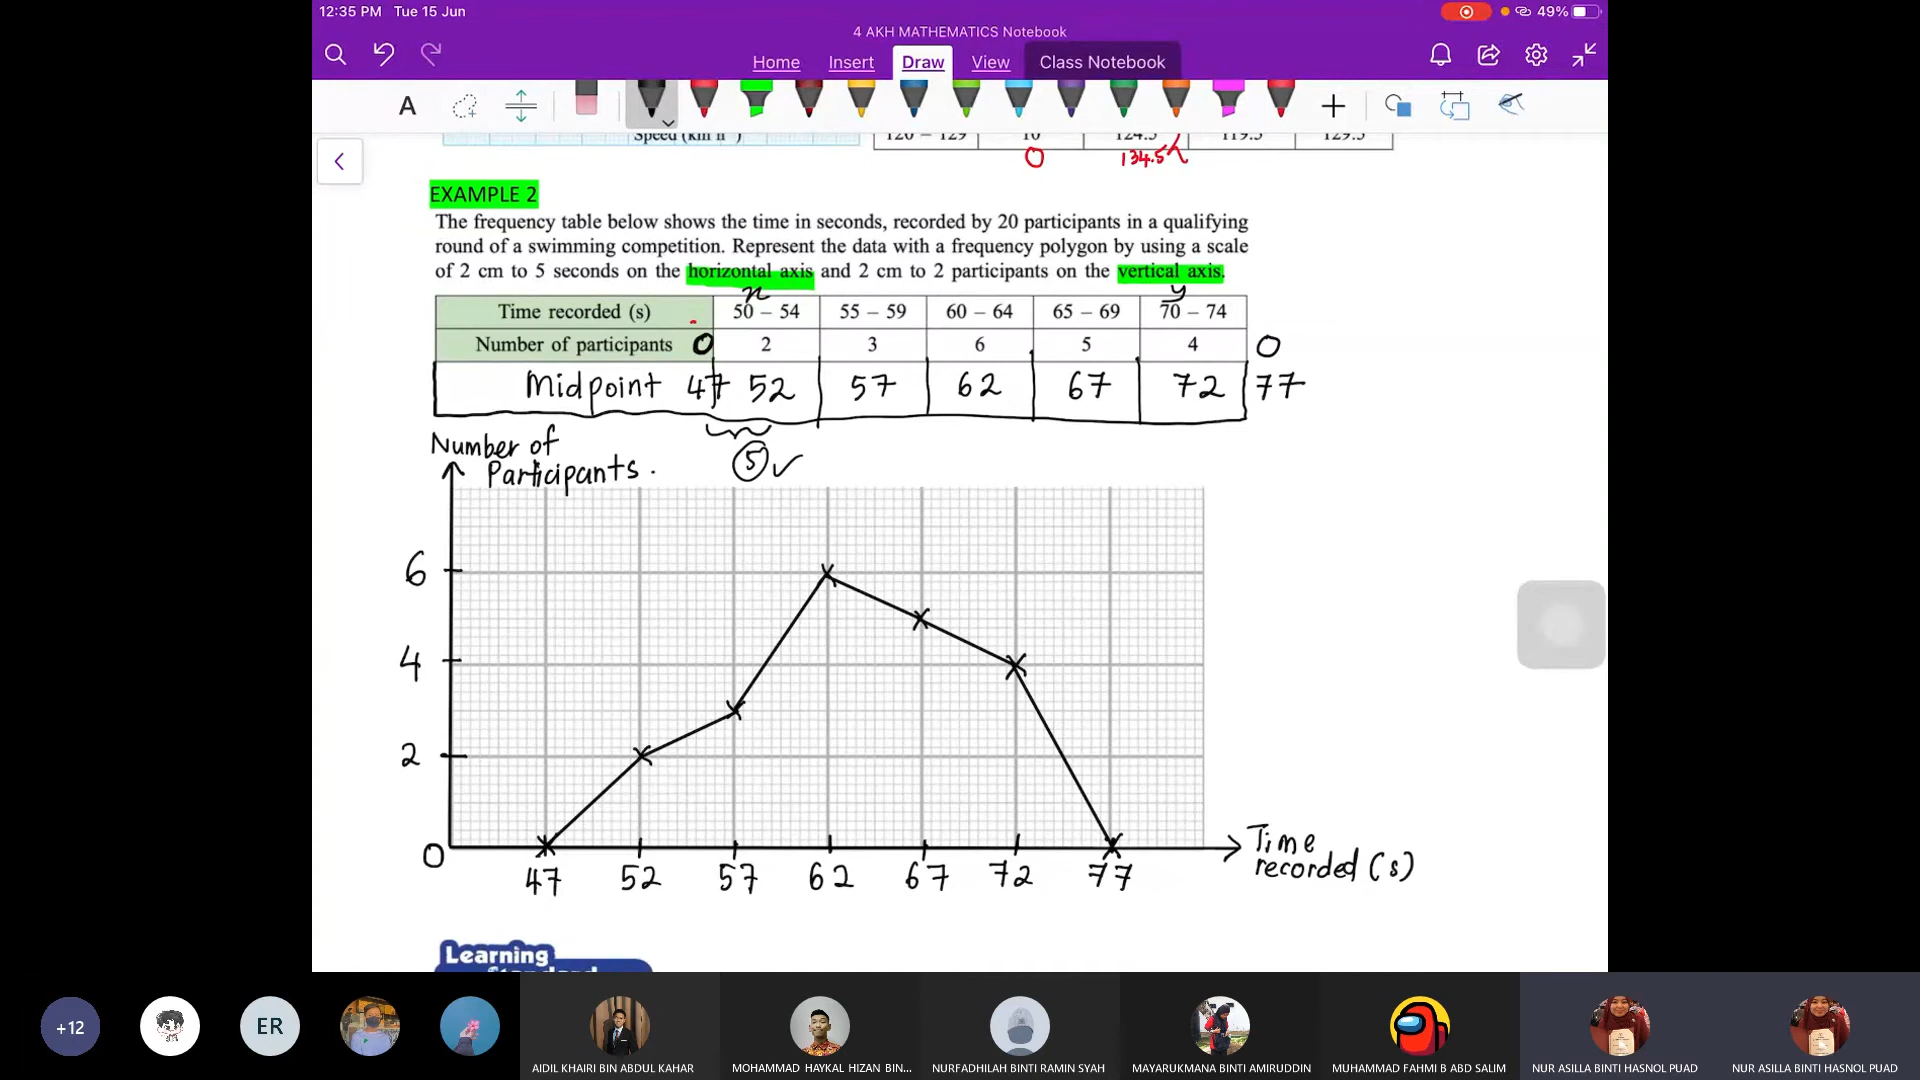 12:35 PM Tue 15 Jun
49%
4 AKH MATHEMATICS Notebook
Home Insert Draw View Class Notebook
A
Speed (km h⁻¹)
120 – 129 10 124.5 119.5 129.5
0 134.5
EXAMPLE 2
The frequency table below shows the time in seconds, recorded by 20 participants in a qualifying
round of a swimming competition. Represent the data with a frequency polygon by using a scale
of 2 cm to 5 seconds on the horizontal axis and 2 cm to 2 participants on the vertical axis.
x y
Time recorded (s) 50 – 54 55 – 59 60 – 64 65 – 69 70 – 74
Number of participants 0 2 3 6 5 4 0
Midpoint 47 52 57 62 67 72 77
5
Number of
Participants.
6
4
2
0
47 52 57 62 67 72 77
Time
recorded (s)
Learning
Standard
+12
ER
AIDIL KHAIRI BIN ABDUL KAHAR
MOHAMMAD HAYKAL HIZAN BIN...
NURFADHILAH BINTI RAMIN SYAH
MAYARUKMANA BINTI AMIRUDDIN
MUHAMMAD FAHMI B ABD SALIM
NUR ASILLA BINTI HASNOL PUAD
NUR ASILLA BINTI HASNOL PUAD